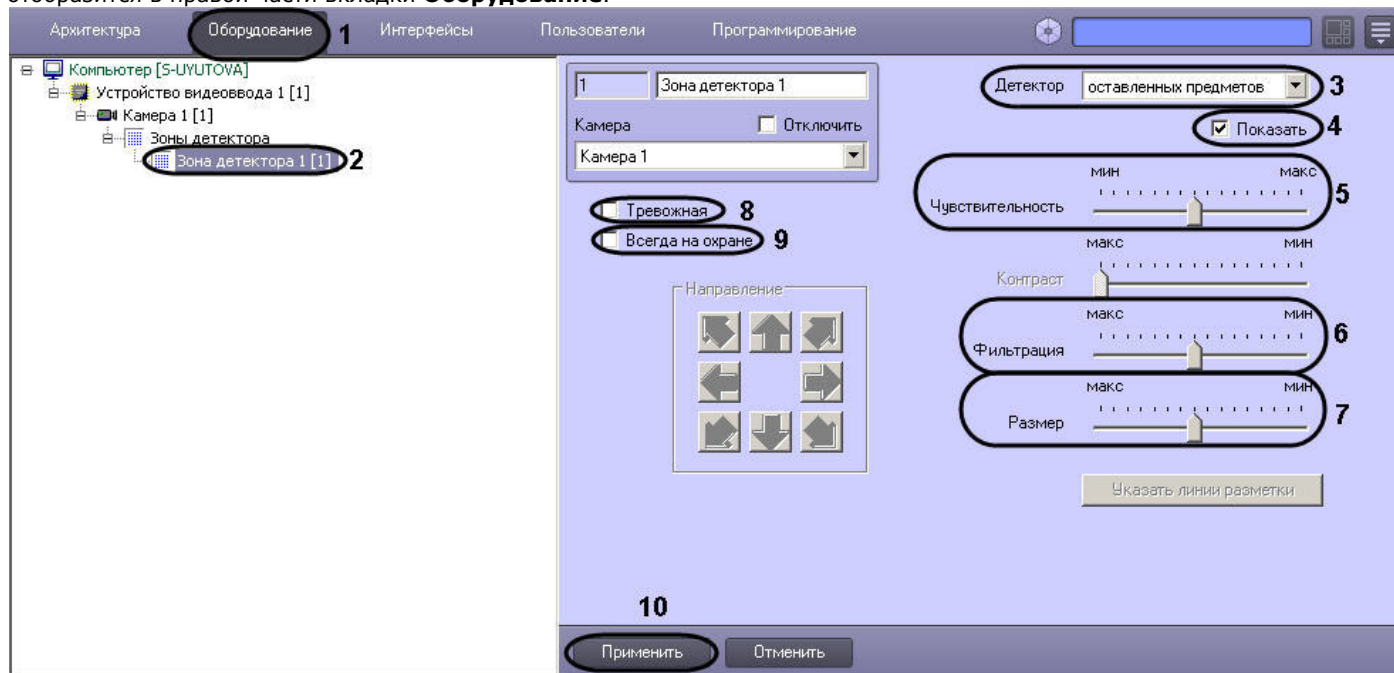 отобразится в правой части вкладки Оборудование.
Архитектура Оборудование 1 Интерфейсы Пользователи Программирование
Компьютер [S-UYUTOVA]
Устройство видеоввода 1 [1]
Камера 1 [1]
Зоны детектора
Зона детектора 1 [1] 2
1 Зона детектора 1
Камера Отключить
Камера 1
Тревожная 8
Всегда на охране 9
Направление
Детектор оставленных предметов 3
Показать 4
мин макс
Чувствительность 5
макс мин
Контраст
макс мин
Фильтрация 6
макс мин
Размер 7
Указать линии разметки
10
Применить Отменить